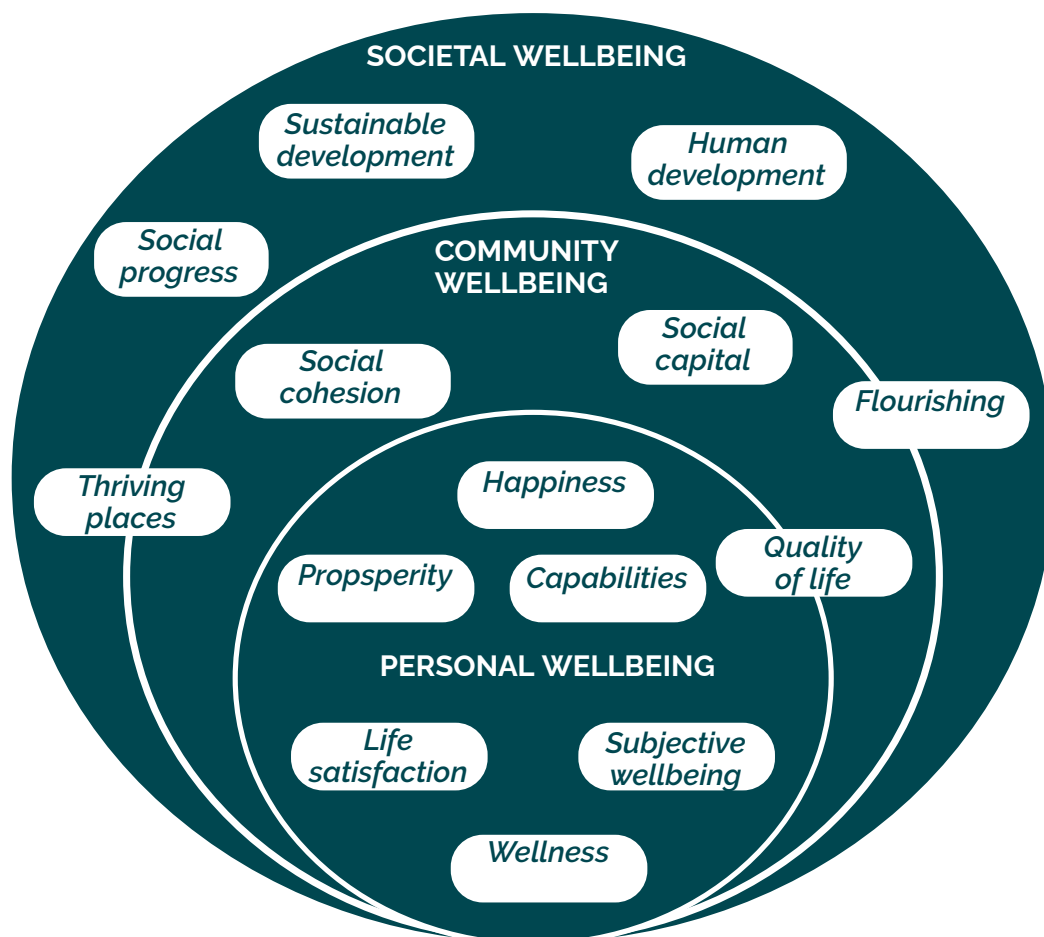 SOCIETAL WELLBEING
Sustainable
development
Human
development
Social
progress
COMMUNITY
WELLBEING
Social
capital
Social
cohesion
Flourishing
Thriving
places
Happiness
Quality
of life
Propsperity
Capabilities
PERSONAL WELLBEING
Life
satisfaction
Subjective
wellbeing
Wellness